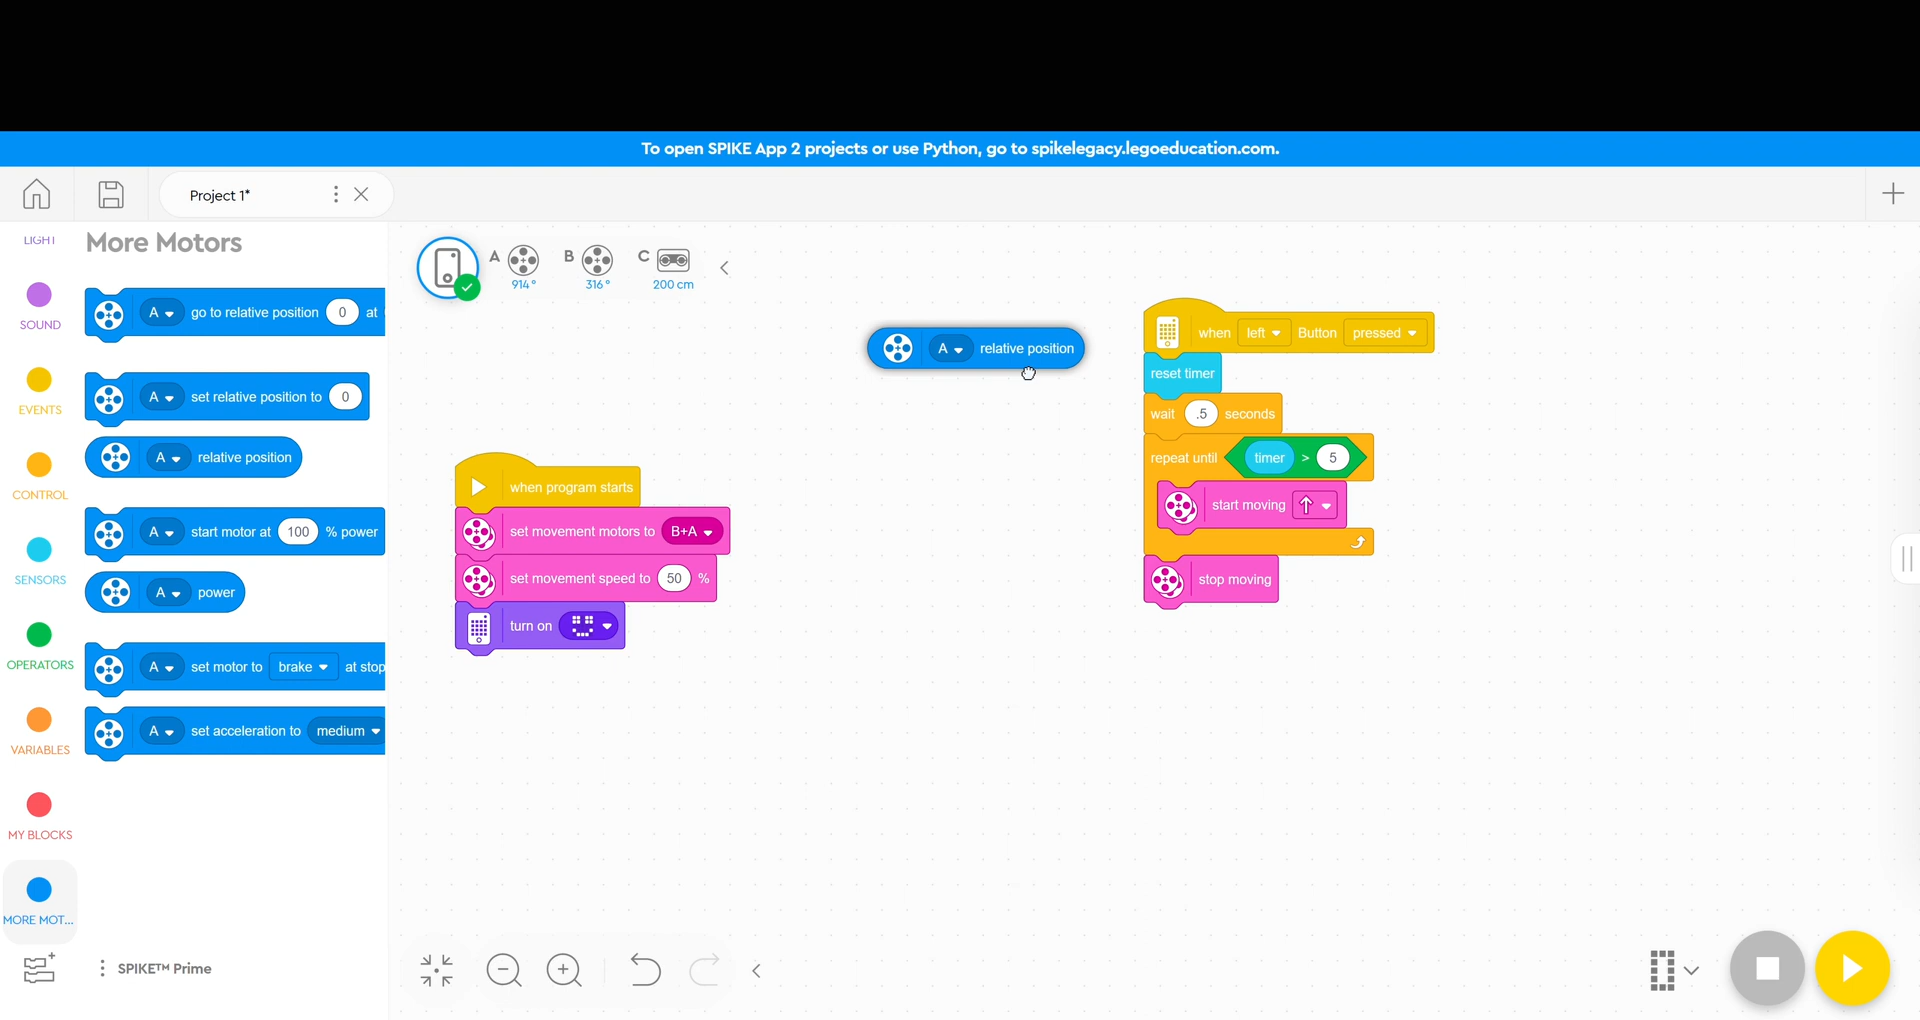 To open SPIKE App 2 projects or use Python, go to spikelegacy.legoeducation.com.
Project 1*
LIGHT
More Motors
SOUND
EVENTS
CONTROL
SENSORS
OPERATORS
VARIABLES
MY BLOCKS
MORE MOT...
A go to relative position 0 at
A set relative position to 0
A relative position
A start motor at 100 % power
A power
A set motor to brake at stop
A set acceleration to medium
SPIKE™ Prime
A 914°
B 316°
C 200 cm
A relative position
when program starts
set movement motors to B+A
set movement speed to 50 %
turn on
when left Button pressed
reset timer
wait .5 seconds
repeat until timer > 5
start moving
stop moving